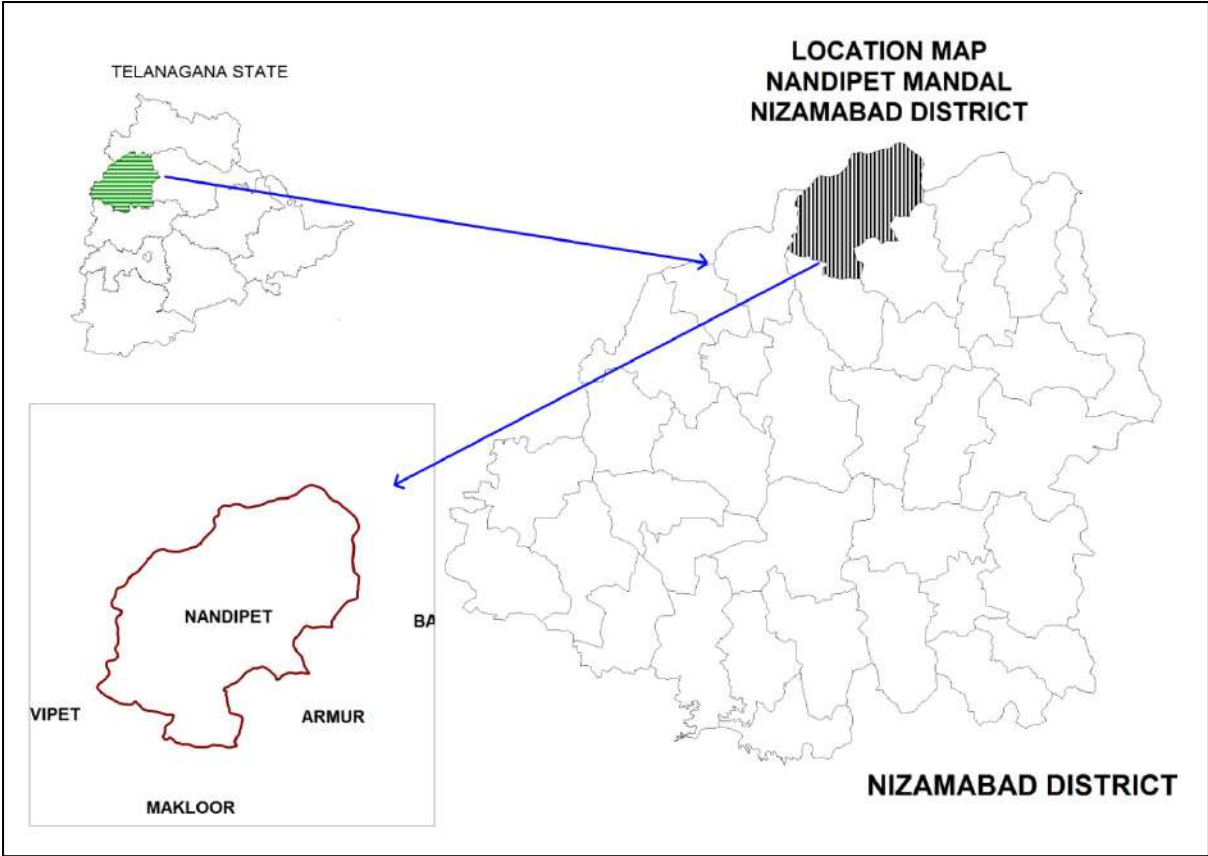 TELANAGANA STATE
LOCATION MAP
NANDIPET MANDAL
NIZAMABAD DISTRICT
NANDIPET
BA
VIPET
ARMUR
MAKLOOR
NIZAMABAD DISTRICT